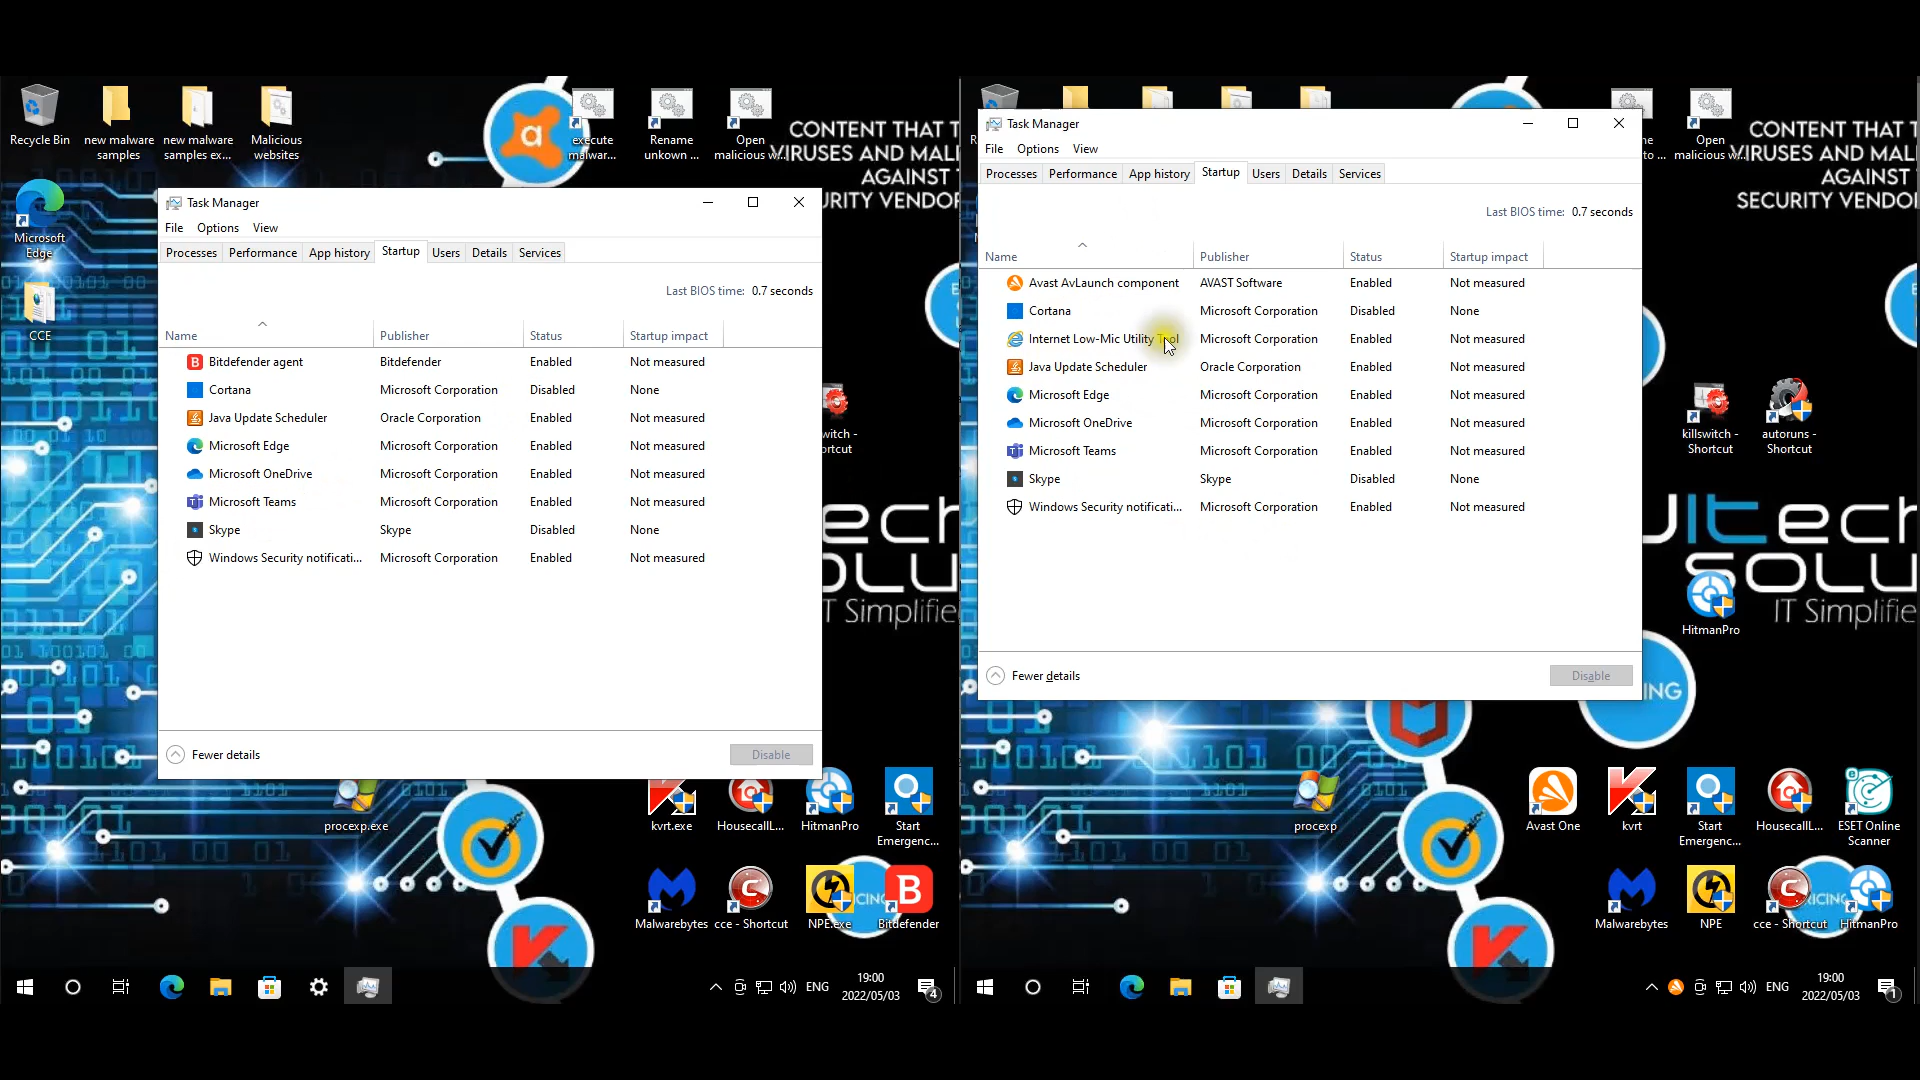 Recycle Bin
new malware samples
new malware samples ex...
Malicious websites
execute malwar...
Rename unkown ...
Open malicious w...
CONTENT THAT T
VIRUSES AND MAL
AGAINST
URITY VENDO
Microsoft Edge
CCE
Task Manager
File Options View
Processes Performance App history Startup Users Details Services
Last BIOS time: 0.7 seconds
Name Publisher Status Startup impact
Bitdefender agent Bitdefender Enabled Not measured
Cortana Microsoft Corporation Disabled None
Java Update Scheduler Oracle Corporation Enabled Not measured
Microsoft Edge Microsoft Corporation Enabled Not measured
Microsoft OneDrive Microsoft Corporation Enabled Not measured
Microsoft Teams Microsoft Corporation Enabled Not measured
Skype Skype Disabled None
Windows Security notificati... Microsoft Corporation Enabled Not measured
Fewer details Disable
witch -
ortcut
ech
OLU
IT Simplifie
procexp.exe
kvrt.exe
HousecallL...
HitmanPro
Start Emergenc...
Malwarebytes
cce - Shortcut
NPE.exe
Bitdefender
ENG
19:00
2022/05/03
4
Task Manager
File Options View
Processes Performance App history Startup Users Details Services
Last BIOS time: 0.7 seconds
Name Publisher Status Startup impact
Avast AvLaunch component AVAST Software Enabled Not measured
Cortana Microsoft Corporation Disabled None
Internet Low-Mic Utility Tool Microsoft Corporation Enabled Not measured
Java Update Scheduler Oracle Corporation Enabled Not measured
Microsoft Edge Microsoft Corporation Enabled Not measured
Microsoft OneDrive Microsoft Corporation Enabled Not measured
Microsoft Teams Microsoft Corporation Enabled Not measured
Skype Skype Disabled None
Windows Security notificati... Microsoft Corporation Enabled Not measured
Fewer details Disable
Open malicious w...
CONTENT THAT T
VIRUSES AND MAL
AGAINST
SECURITY VENDO
killswitch - Shortcut
autoruns - Shortcut
ITech
SOLU
IT Simplifie
HitmanPro
ING
procexp
Avast One
kvrt
Start Emergenc...
HousecallL...
ESET Online Scanner
Malwarebytes
NPE
cce - Shortcut
HitmanPro
ENG
19:00
2022/05/03
1